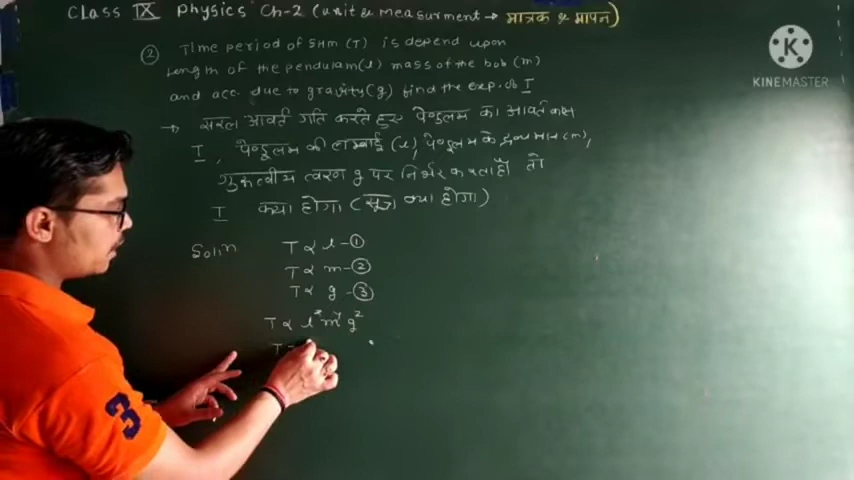 Class IX Physics Ch-2 (unit & Measurment → मात्रक & मापन)
② Time period of SHM (T) is depend upon
length of the pendulam (l) mass of the bob (m)
and acc due to gravity (g) find the exp. of T
→ सरल आवर्त गति करते हुए पेण्डुलम का आवर्तकाल
T, पेण्डुलम की लम्बाई (l), पेण्डुलम के द्रव्यमान (m),
गुरुत्वीय त्वरण g पर निर्भर करता हो तो
T क्या होगा (सूत्र क्या होगा)
Solin
T ∝ l - ①
T ∝ m - ②
T ∝ g - ③
T ∝ l^x m^y g^z
T =
3
K
KINEMASTER